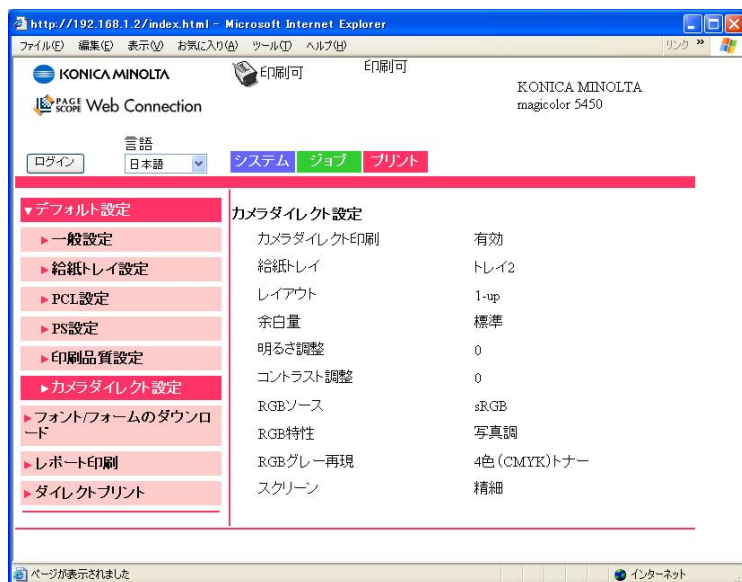 http://192.168.1.2/index.html - Microsoft Internet Explorer
ファイル(F) 編集(E) 表示(V) お気に入り(A) ツール(T) ヘルプ(H) リンク »
KONICA MINOLTA
印刷可
印刷可
KONICA MINOLTA
magicolor 5450
PAGE SCOPE Web Connection
言語
ログイン
日本語
システム ジョブ プリント
▼デフォルト設定
▶一般設定
▶給紙トレイ設定
▶PCL設定
▶PS設定
▶印刷品質設定
▶カメラダイレクト設定
▶フォント/フォームのダウンロ
ード
▶レポート印刷
▶ダイレクトプリント
カメラダイレクト設定
カメラダイレクト印刷 有効
給紙トレイ トレイ2
レイアウト 1-up
余白量 標準
明るさ調整 0
コントラスト調整 0
RGBソース sRGB
RGB特性 写真調
RGBグレー再現 4色(CMYK)トナー
スクリーン 精細
ページが表示されました インターネット